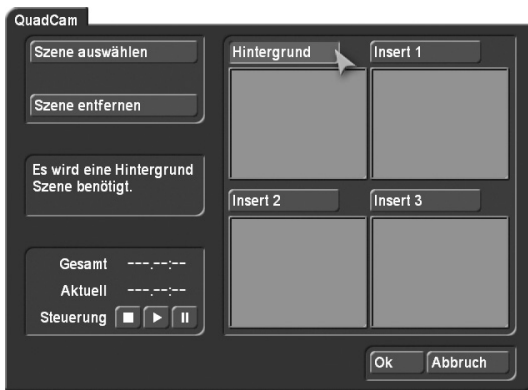 QuadCam
Szene auswählen
Szene entfernen
Es wird eine Hintergrund
Szene benötigt.
Gesamt ---.--:--
Aktuell ---.--:--
Steuerung
Hintergrund
Insert 1
Insert 2
Insert 3
Ok
Abbruch